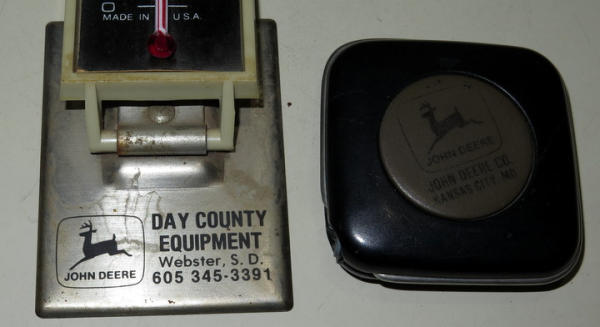 0
MADE IN U.S.A.
JOHN DEERE
DAY COUNTY
EQUIPMENT
Webster, S. D.
605 345-3391
JOHN DEERE
JOHN DEERE CO.
KANSAS CITY, MO